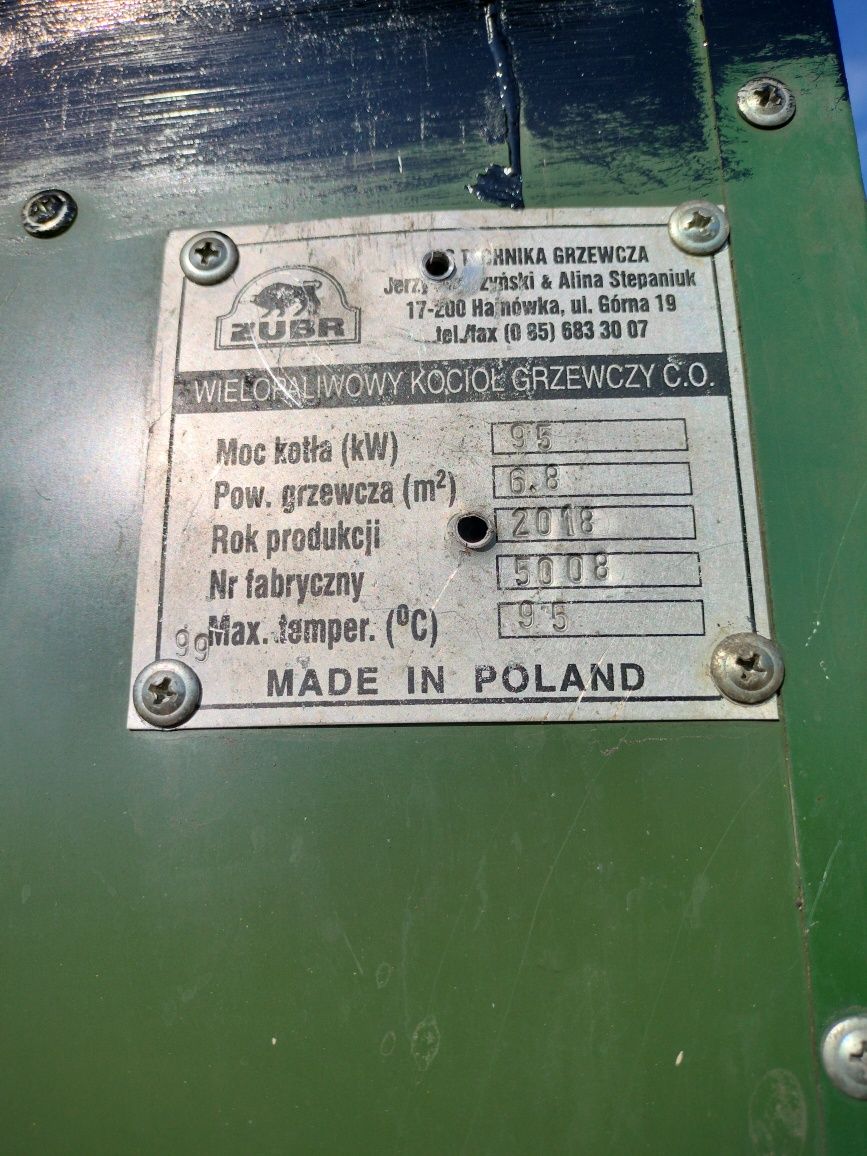 TECHNIKA GRZEWCZA
Jerzy & Alina Stepaniuk
17-200 Hajnówka, ul. Górna 19
tel./fax (0 85) 683 30 07
ŻUBR
WIELOPALIWOWY KOCIOŁ GRZEWCZY C.O.
Moc kotła (kW) 95
Pow. grzewcza (m²) 6.8
Rok produkcji 2018
Nr fabryczny 5008
Max. temper. (⁰C) 95
99
MADE IN POLAND